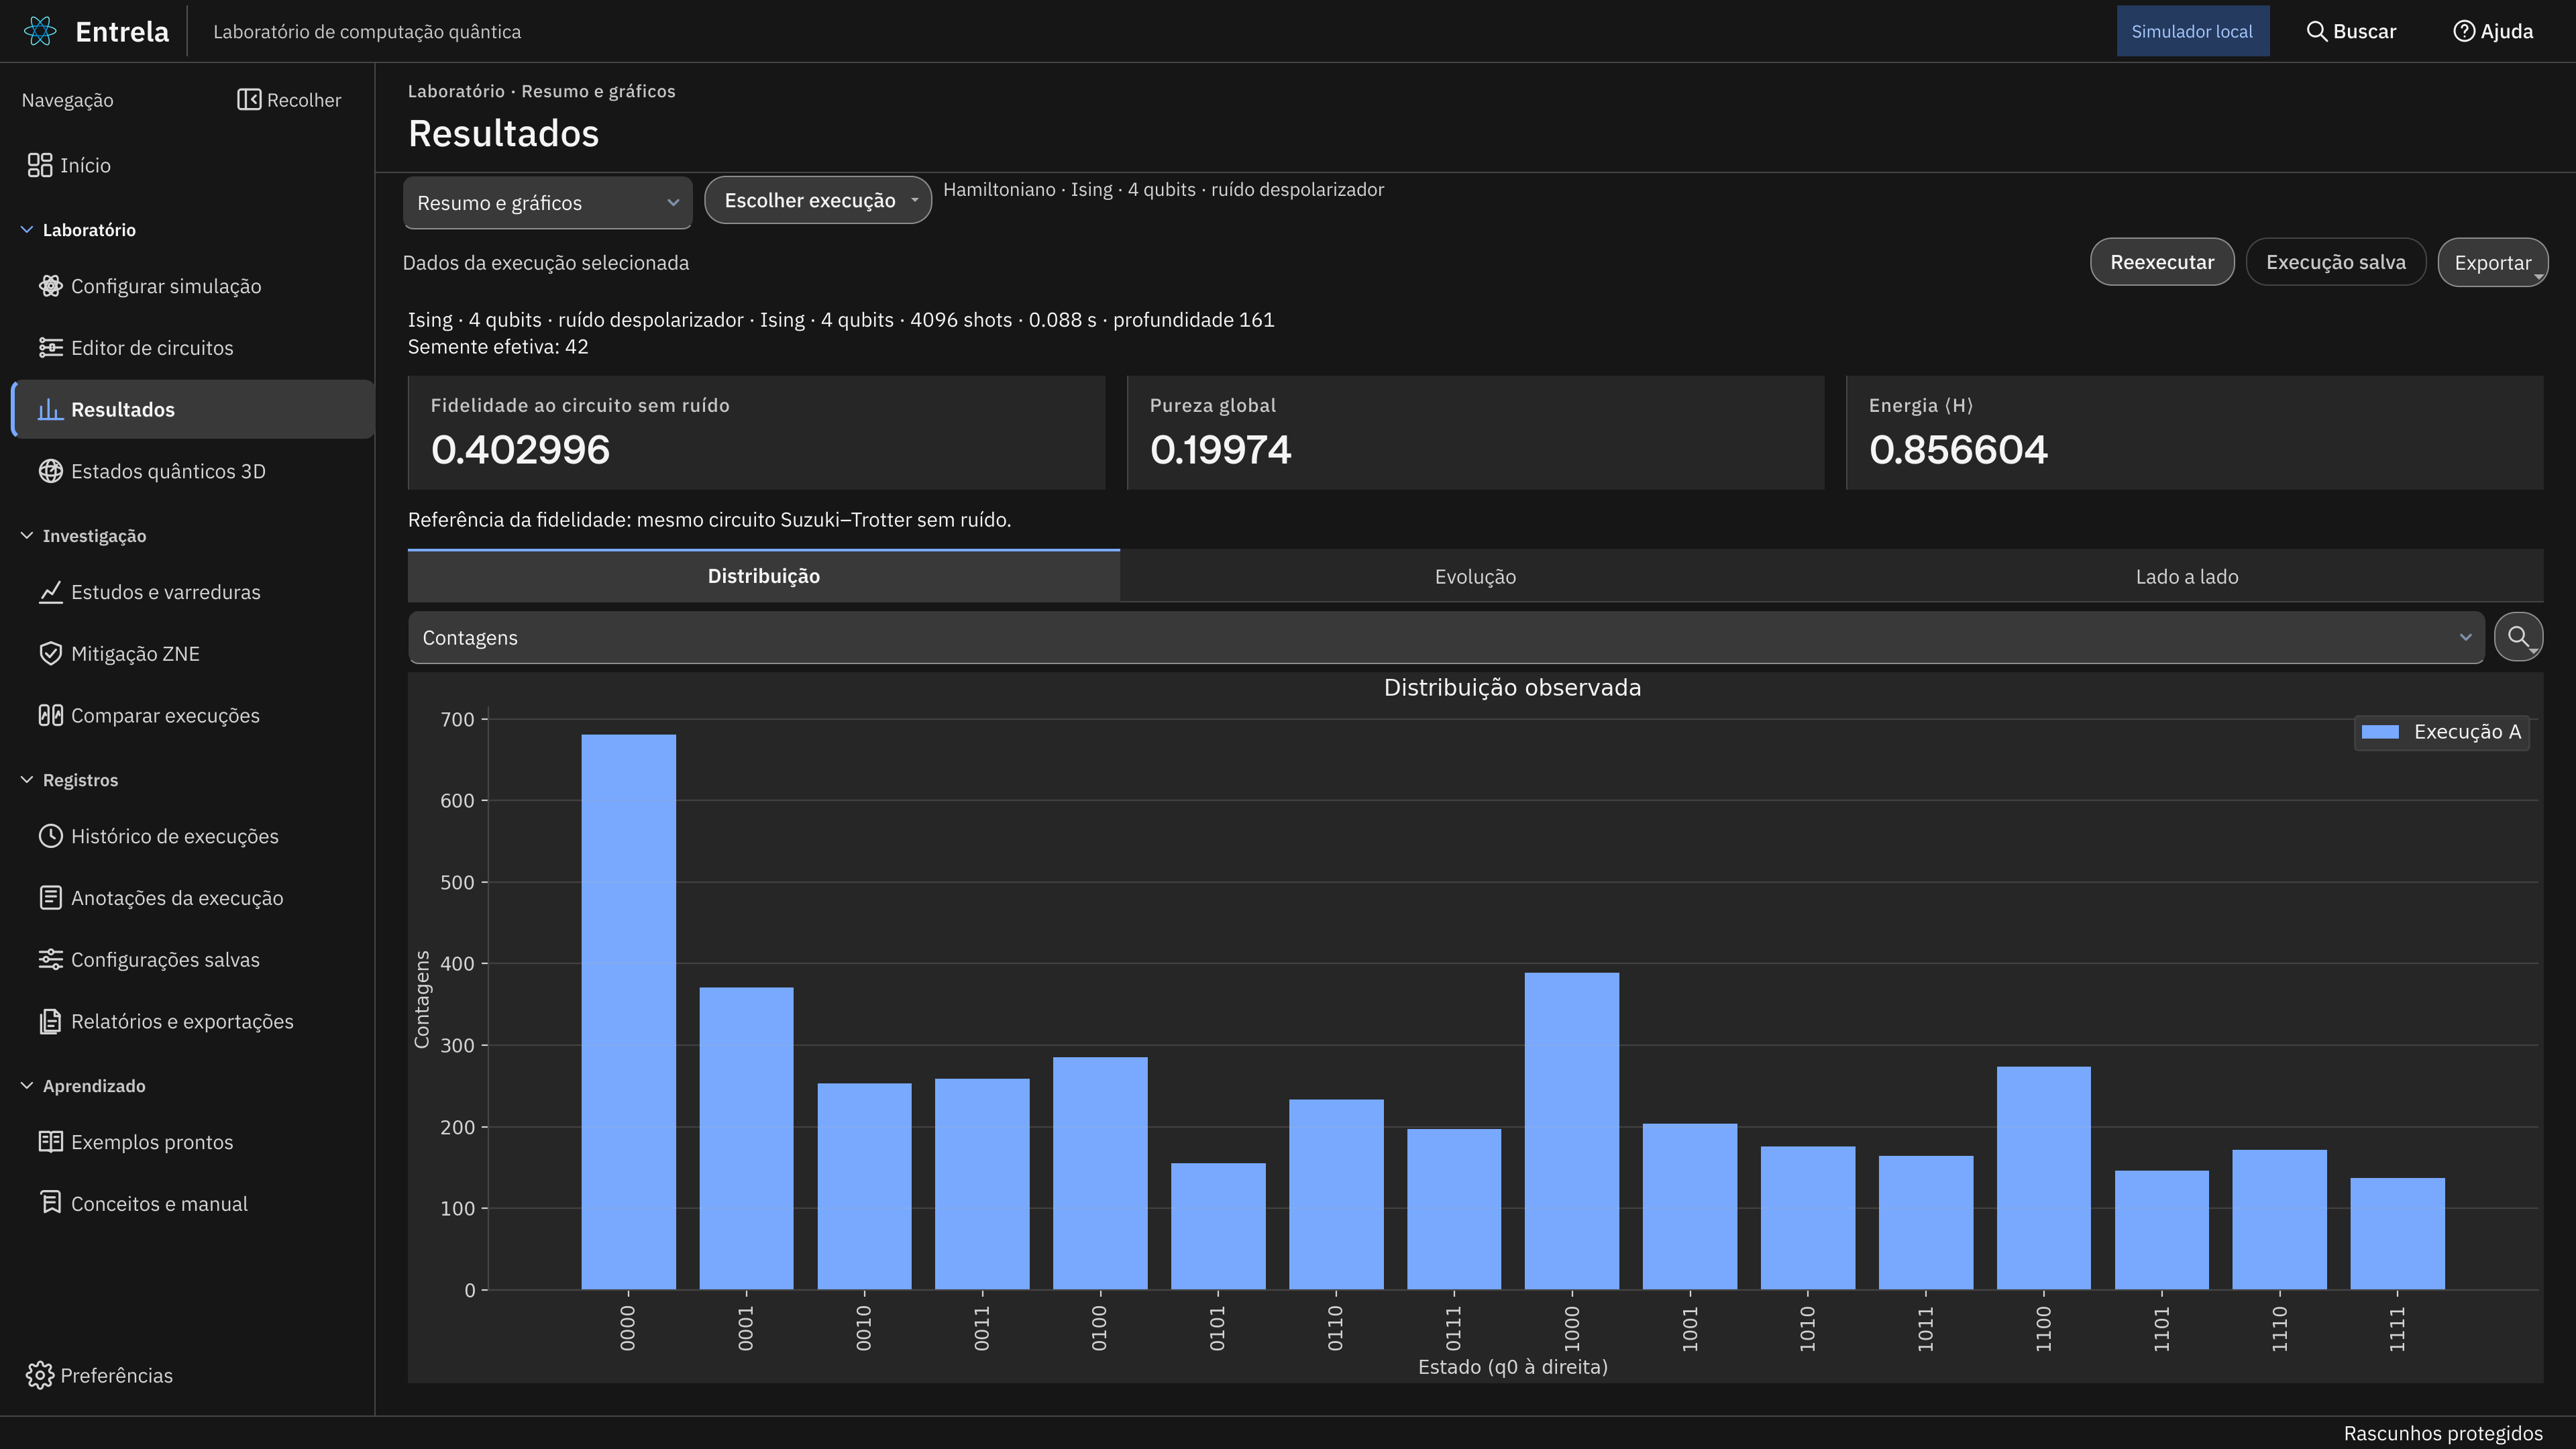 Entrela
Laboratório de computação quântica
Simulador local
Buscar
Ajuda
Navegação
Recolher
Início
Laboratório
Configurar simulação
Editor de circuitos
Resultados
Estados quânticos 3D
Investigação
Estudos e varreduras
Mitigação ZNE
Comparar execuções
Registros
Histórico de execuções
Anotações da execução
Configurações salvas
Relatórios e exportações
Aprendizado
Exemplos prontos
Conceitos e manual
Preferências
Laboratório · Resumo e gráficos
Resultados
Resumo e gráficos
Escolher execução
Hamiltoniano · Ising · 4 qubits · ruído despolarizador
Dados da execução selecionada
Reexecutar
Execução salva
Exportar
Ising · 4 qubits · ruído despolarizador · Ising · 4 qubits · 4096 shots · 0.088 s · profundidade 161
Semente efetiva: 42
Fidelidade ao circuito sem ruído
0.402996
Pureza global
0.19974
Energia ⟨H⟩
0.856604
Referência da fidelidade: mesmo circuito Suzuki–Trotter sem ruído.
Distribuição
Evolução
Lado a lado
Contagens
Distribuição observada
Execução A
Contagens
700
600
500
400
300
200
100
0
0000
0001
0010
0011
0100
0101
0110
0111
1000
1001
1010
1011
1100
1101
1110
1111
Estado (q0 à direita)
Rascunhos protegidos